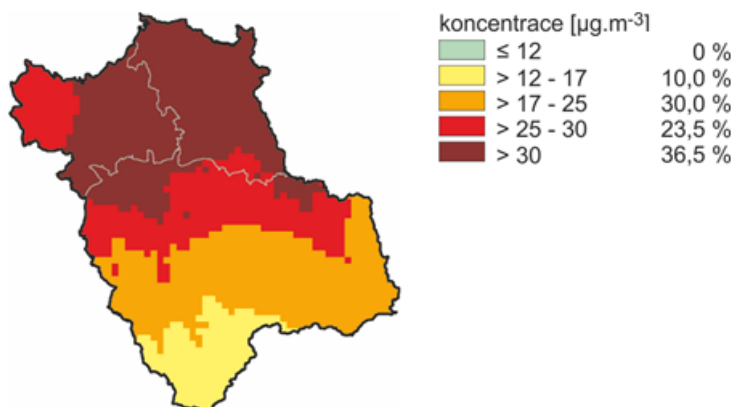 koncentrace [µg.m-3]
≤ 12 0 %
> 12 - 17 10,0 %
> 17 - 25 30,0 %
> 25 - 30 23,5 %
> 30 36,5 %